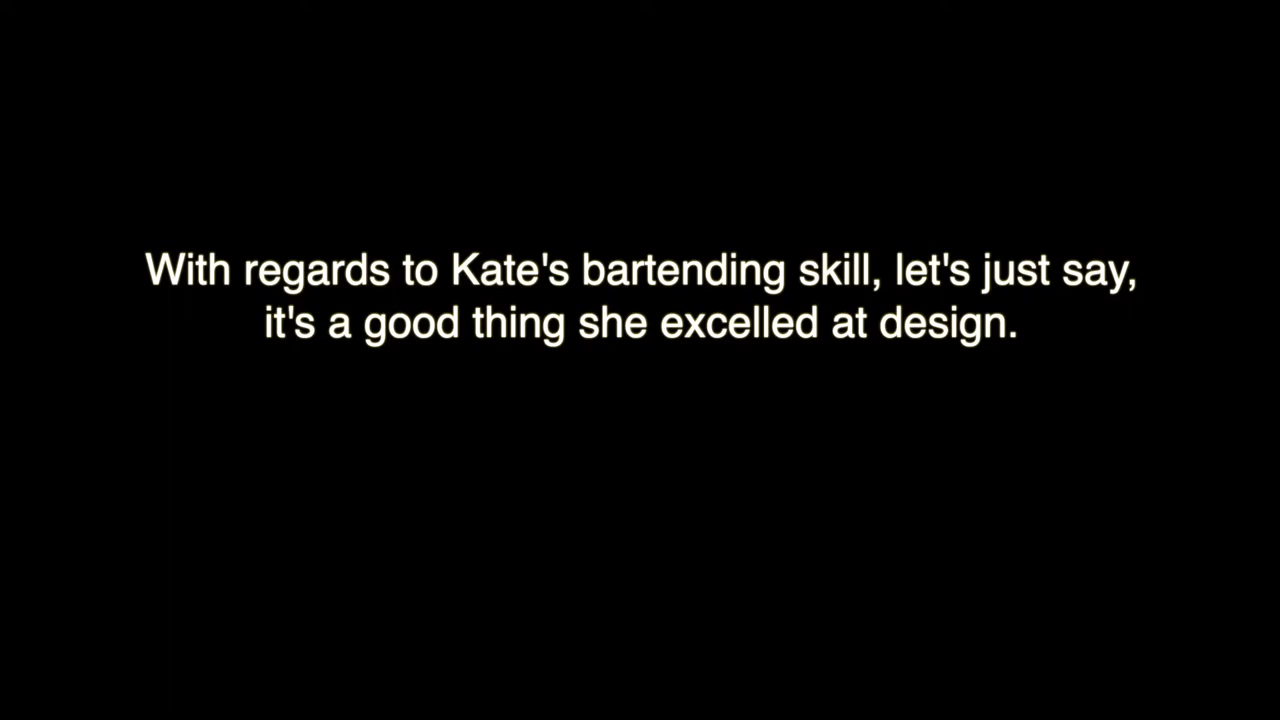 With regards to Kate's bartending skill, let's just say,
it's a good thing she excelled at design.